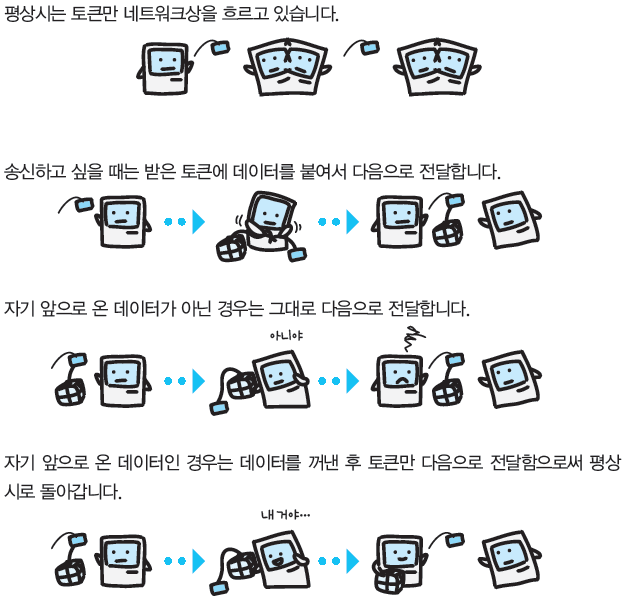 평상시는 토큰만 네트워크상을 흐르고 있습니다.
송신하고 싶을 때는 받은 토큰에 데이터를 붙여서 다음으로 전달합니다.
자기 앞으로 온 데이터가 아닌 경우는 그대로 다음으로 전달합니다.
아니야
자기 앞으로 온 데이터인 경우는 데이터를 꺼낸 후 토큰만 다음으로 전달함으로써 평상
시로 돌아갑니다.
내 거야…